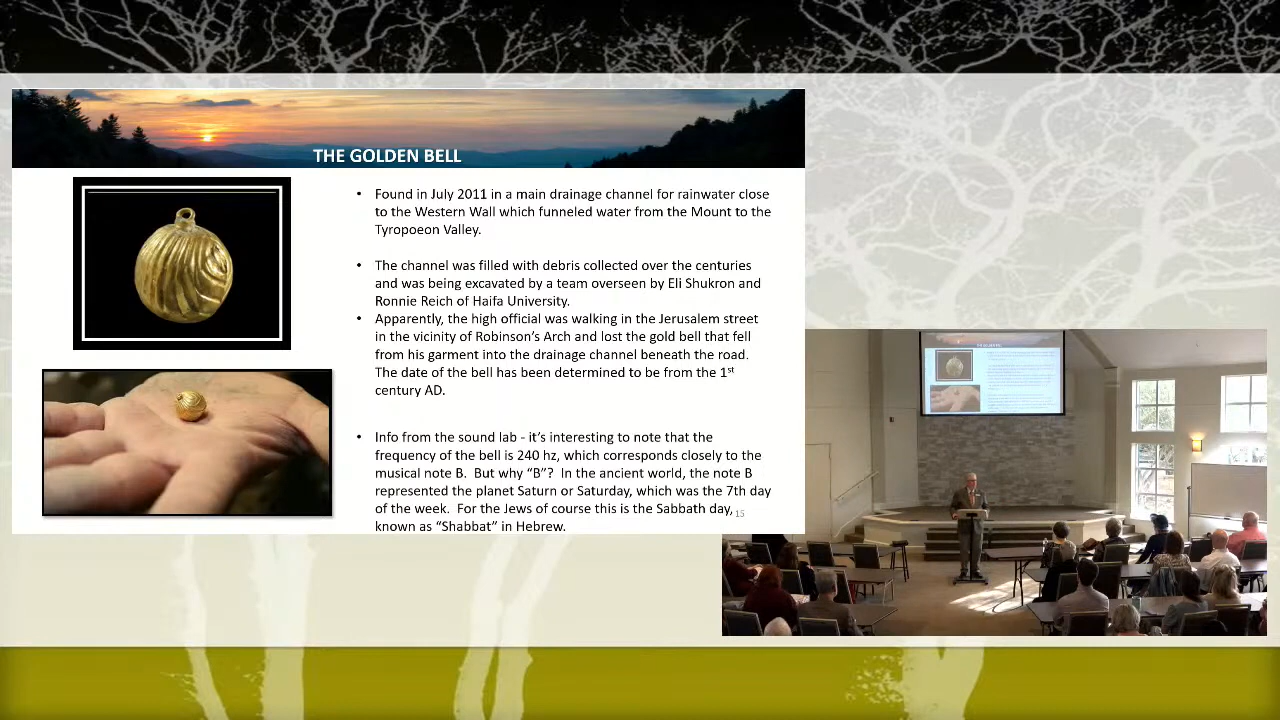 THE GOLDEN BELL
• Found in July 2011 in a main drainage channel for rainwater close
to the Western Wall which funneled water from the Mount to the
Tyropoeon Valley.
• The channel was filled with debris collected over the centuries
and was being excavated by a team overseen by Eli Shukron and
Ronnie Reich of Haifa University.
• Apparently, the high official was walking in the Jerusalem street
in the vicinity of Robinson's Arch and lost the gold bell that fell
from his garment into the drainage channel beneath the road.
The date of the bell has been determined to be from the 1st
century AD.
• Info from the sound lab - it's interesting to note that the
frequency of the bell is 240 hz, which corresponds closely to the
musical note B. But why "B"? In the ancient world, the note B
represented the planet Saturn or Saturday, which was the 7th day
of the week. For the Jews of course this is the Sabbath day,
known as "Shabbat" in Hebrew.
15